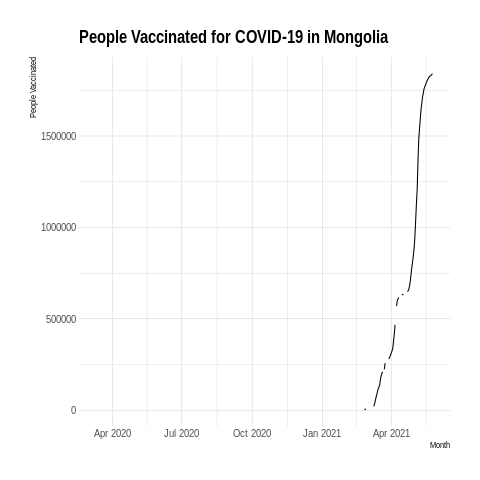 People Vaccinated for COVID-19 in Mongolia
People Vaccinated
1500000
1000000
500000
0
Apr 2020 Jul 2020 Oct 2020 Jan 2021 Apr 2021
Month